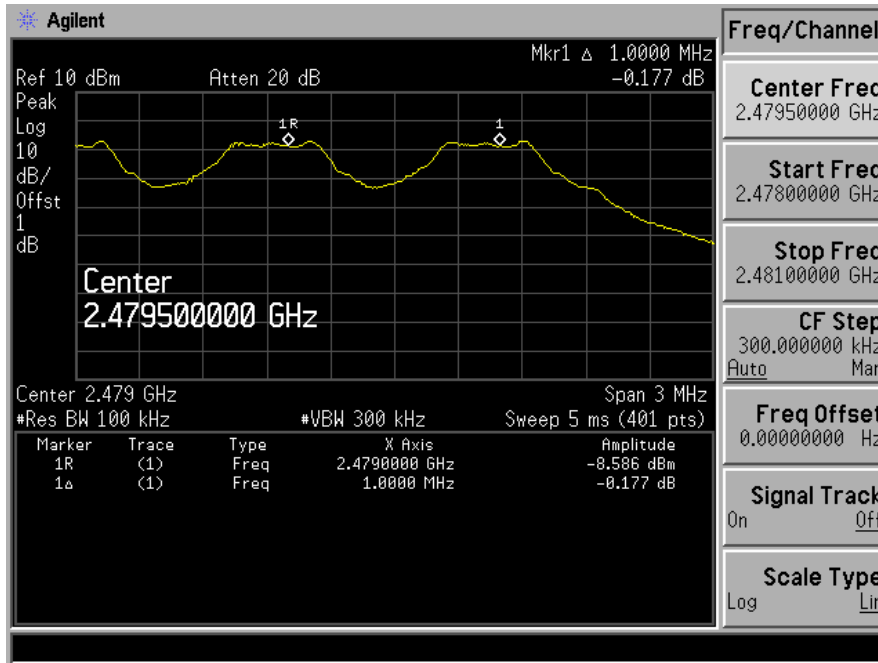 Agilent
Freq/Channel
Mkr1 Δ 1.0000 MHz
Ref 10 dBm Atten 20 dB -0.177 dB
Peak
Log
10
dB/
Offst
1
dB
1R
1
Center
2.479500000 GHz
Center 2.479 GHz Span 3 MHz
#Res BW 100 kHz #VBW 300 kHz Sweep 5 ms (401 pts)
Marker Trace Type X Axis Amplitude
1R (1) Freq 2.4790000 GHz -8.586 dBm
1Δ (1) Freq 1.0000 MHz -0.177 dB
Center Freq
2.47950000 GHz
Start Freq
2.47800000 GHz
Stop Freq
2.48100000 GHz
CF Step
300.000000 kHz
Auto Man
Freq Offset
0.00000000 Hz
Signal Track
On Off
Scale Type
Log Lin